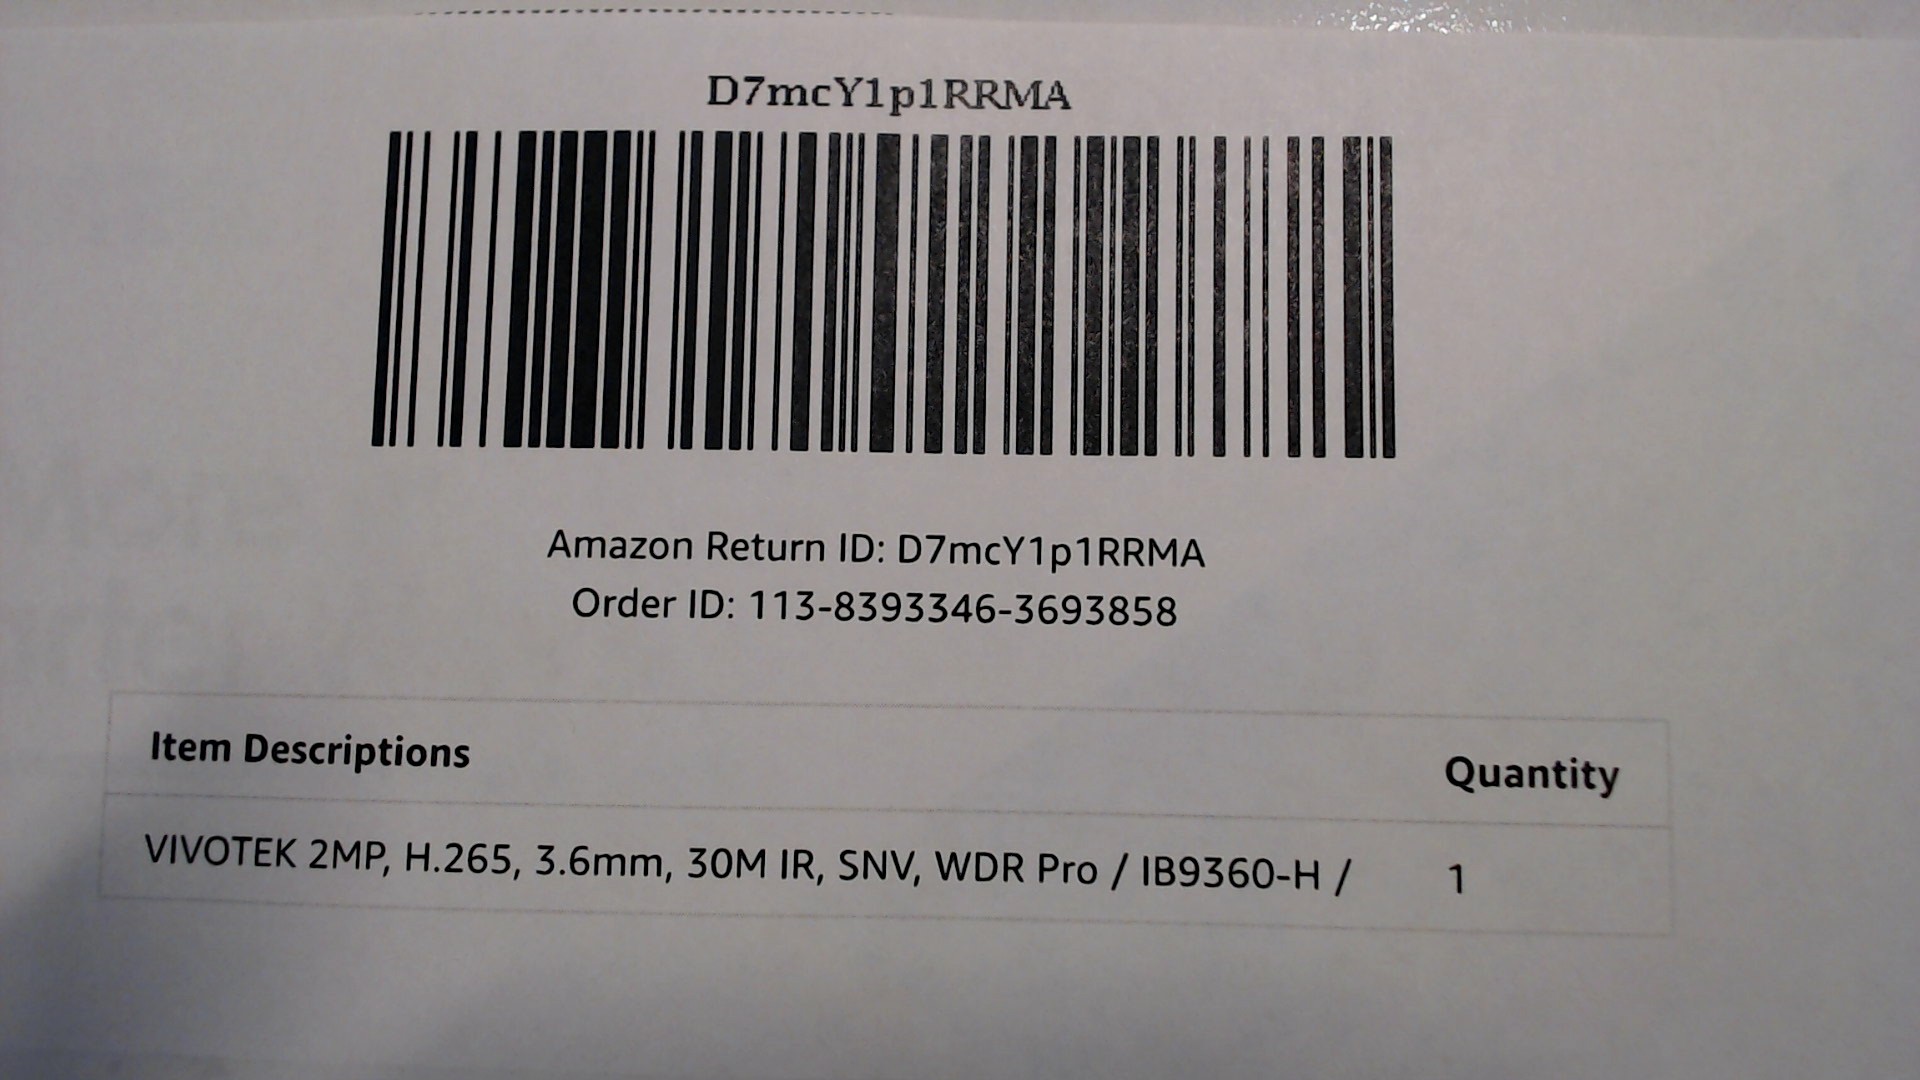 D7mcY1p1RRMA
Amazon Return ID: D7mcY1p1RRMA
Order ID: 113-8393346-3693858
Item Descriptions
Quantity
VIVOTEK 2MP, H.265, 3.6mm, 30M IR, SNV, WDR Pro / IB9360-H /
1